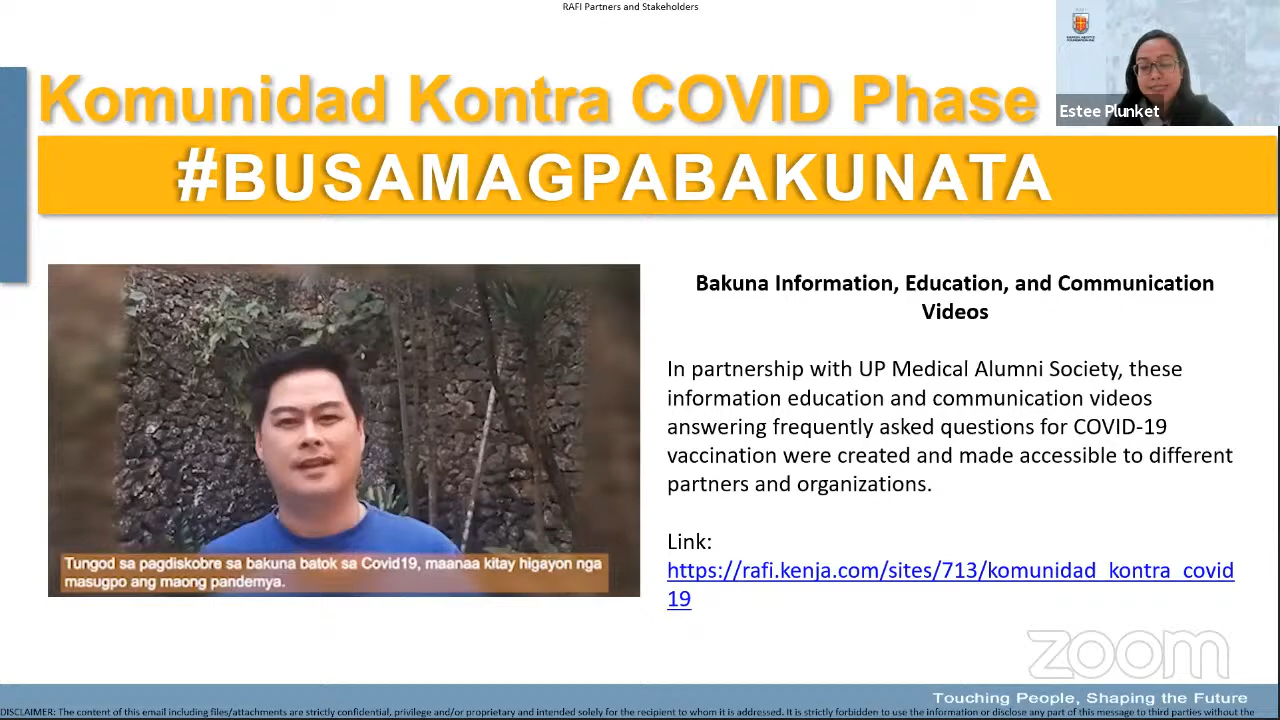 RAFI Partners and Stakeholders
Komunidad Kontra COVID Phase
Estee Plunket
#BUSAMAGPABAKUNATA
Bakuna Information, Education, and Communication
Videos
In partnership with UP Medical Alumni Society, these
information education and communication videos
answering frequently asked questions for COVID-19
vaccination were created and made accessible to different
partners and organizations.
Link:
https://rafi.kenja.com/sites/713/komunidad_kontra_covid
19
Tungod sa pagdiskobre sa bakuna batok sa Covid19, maanaa kitay higayon nga
masugpo ang maong pandemya.
zoom
Touching People, Shaping the Future
DISCLAIMER: The content of this email including files/attachments are strictly confidential, privilege and/or proprietary and intended solely for the recipient to whom it is addressed. It is strictly forbidden to use the information or disclose any part of this message to third parties without the